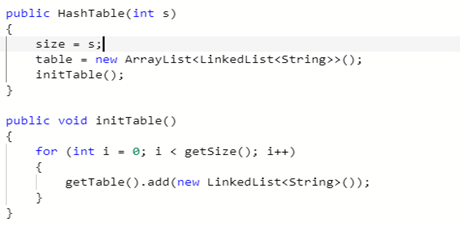 public HashTable(int s)
{
    size = s;
    table = new ArrayList<LinkedList<String>>();
    initTable();
}

public void initTable()
{
    for (int i = 0; i < getSize(); i++)
    {
        getTable().add(new LinkedList<String>());
    }
}